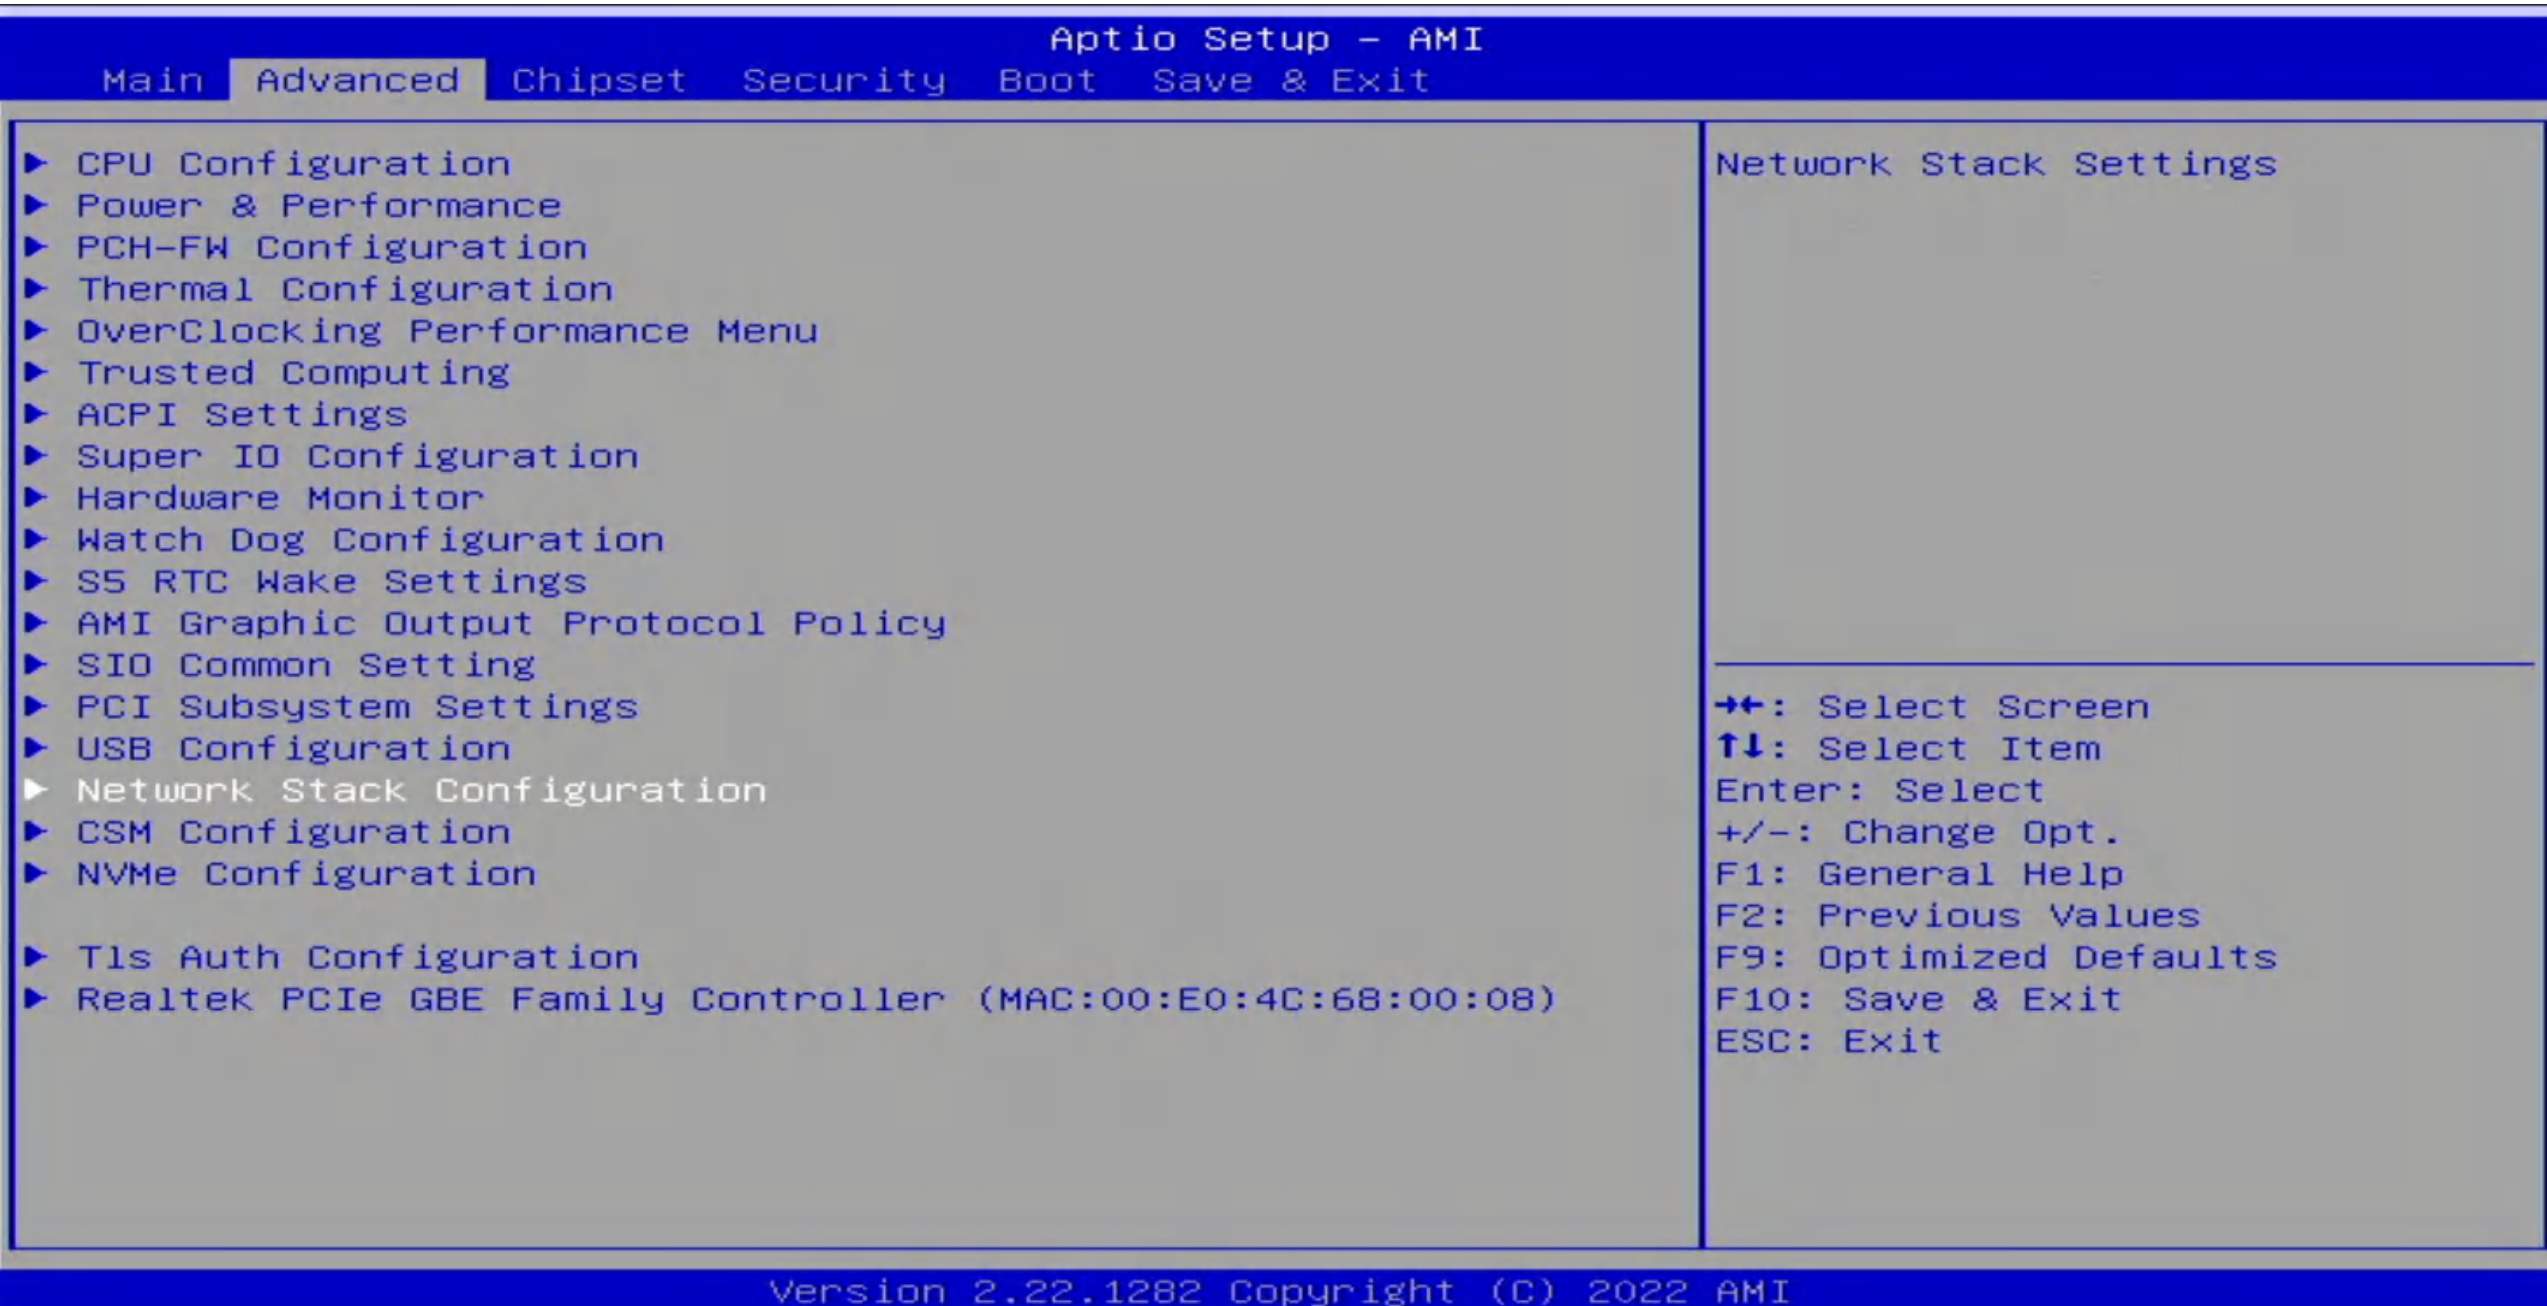 Aptio Setup – AMI
Main Advanced Chipset Security Boot Save & Exit
▶ CPU Configuration
▶ Power & Performance
▶ PCH-FW Configuration
▶ Thermal Configuration
▶ OverClocking Performance Menu
▶ Trusted Computing
▶ ACPI Settings
▶ Super IO Configuration
▶ Hardware Monitor
▶ Watch Dog Configuration
▶ S5 RTC Wake Settings
▶ AMI Graphic Output Protocol Policy
▶ SIO Common Setting
▶ PCI Subsystem Settings
▶ USB Configuration
▶ Network Stack Configuration
▶ CSM Configuration
▶ NVMe Configuration
▶ Tls Auth Configuration
▶ Realtek PCIe GBE Family Controller (MAC:00:E0:4C:68:00:08)
Network Stack Settings
→←: Select Screen
↑↓: Select Item
Enter: Select
+/-: Change Opt.
F1: General Help
F2: Previous Values
F9: Optimized Defaults
F10: Save & Exit
ESC: Exit
Version 2.22.1282 Copyright (C) 2022 AMI